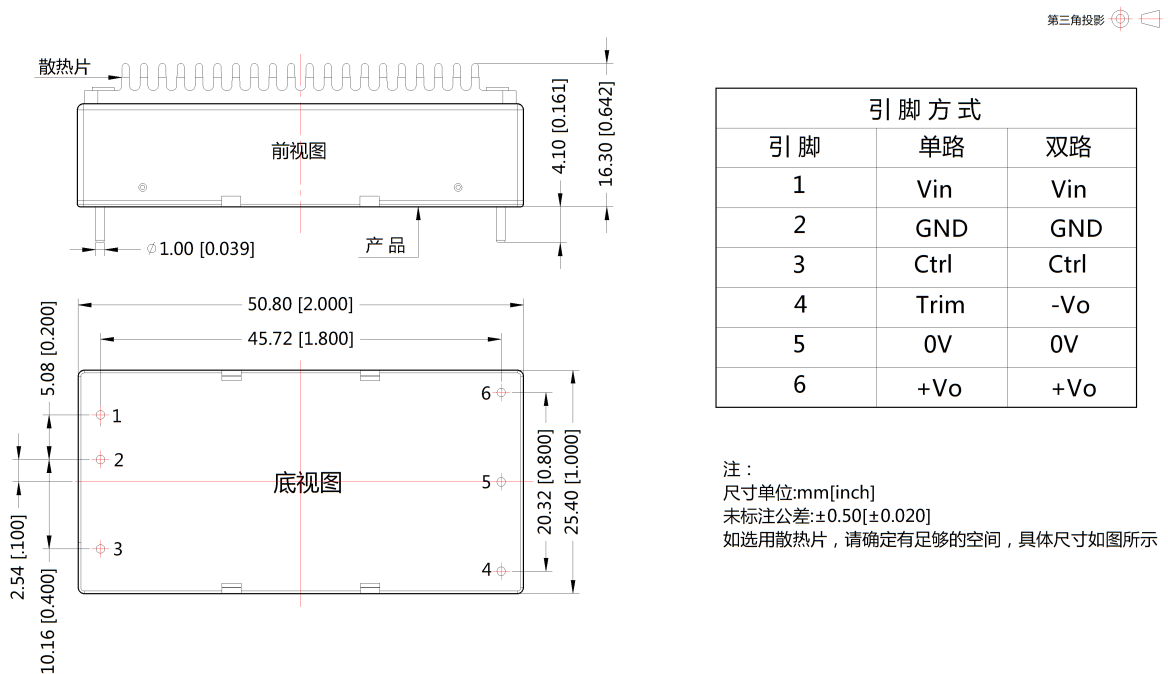 第三角投影
散热片
前视图
4.10 [0.161]
16.30 [0.642]
⌀1.00 [0.039]
产 品
50.80 [2.000]
45.72 [1.800]
5.08 [0.200]
1
2
3
6
5
4
底视图
20.32 [0.800]
25.40 [1.000]
2.54 [.100]
10.16 [0.400]
引 脚 方 式
引 脚 单路 双路
1 Vin Vin
2 GND GND
3 Ctrl Ctrl
4 Trim -Vo
5 0V 0V
6 +Vo +Vo
注：
尺寸单位:mm[inch]
未标注公差:±0.50[±0.020]
如选用散热片，请确定有足够的空间，具体尺寸如图所示